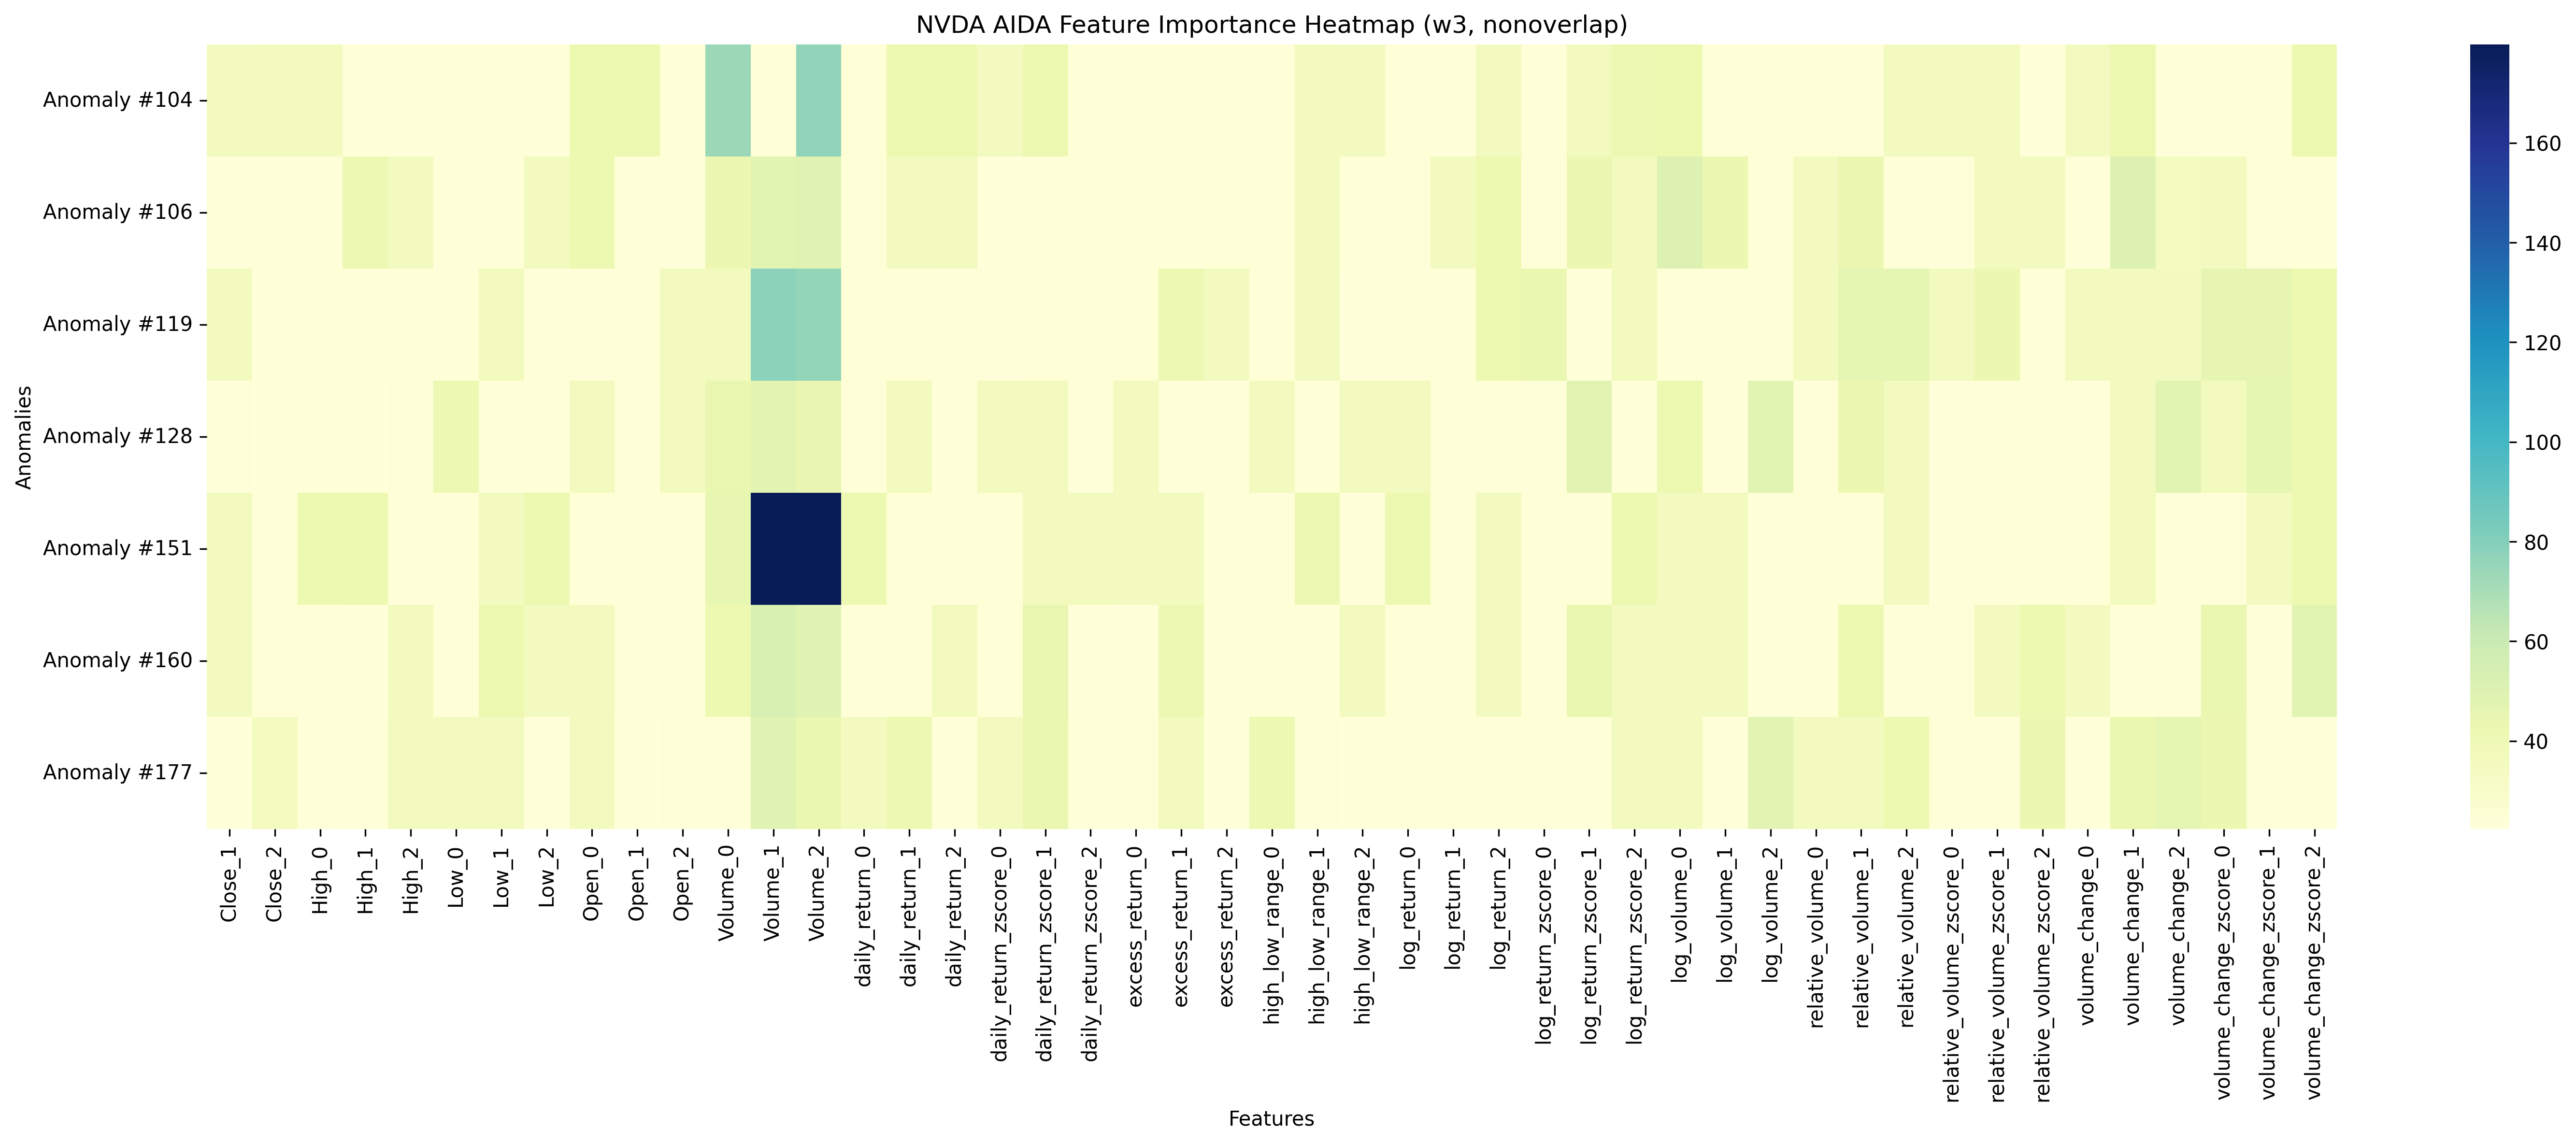 NVDA AIDA Feature Importance Heatmap (w3, nonoverlap)
Anomalies
Anomaly #104
Anomaly #106
Anomaly #119
Anomaly #128
Anomaly #151
Anomaly #160
Anomaly #177
Close_1
Close_2
High_0
High_1
High_2
Low_0
Low_1
Low_2
Open_0
Open_1
Open_2
Volume_0
Volume_1
Volume_2
daily_return_0
daily_return_1
daily_return_2
daily_return_zscore_0
daily_return_zscore_1
daily_return_zscore_2
excess_return_0
excess_return_1
excess_return_2
high_low_range_0
high_low_range_1
high_low_range_2
log_return_0
log_return_1
log_return_2
log_return_zscore_0
log_return_zscore_1
log_return_zscore_2
log_volume_0
log_volume_1
log_volume_2
relative_volume_0
relative_volume_1
relative_volume_2
relative_volume_zscore_0
relative_volume_zscore_1
relative_volume_zscore_2
volume_change_0
volume_change_1
volume_change_2
volume_change_zscore_0
volume_change_zscore_1
volume_change_zscore_2
Features
160
140
120
100
80
60
40